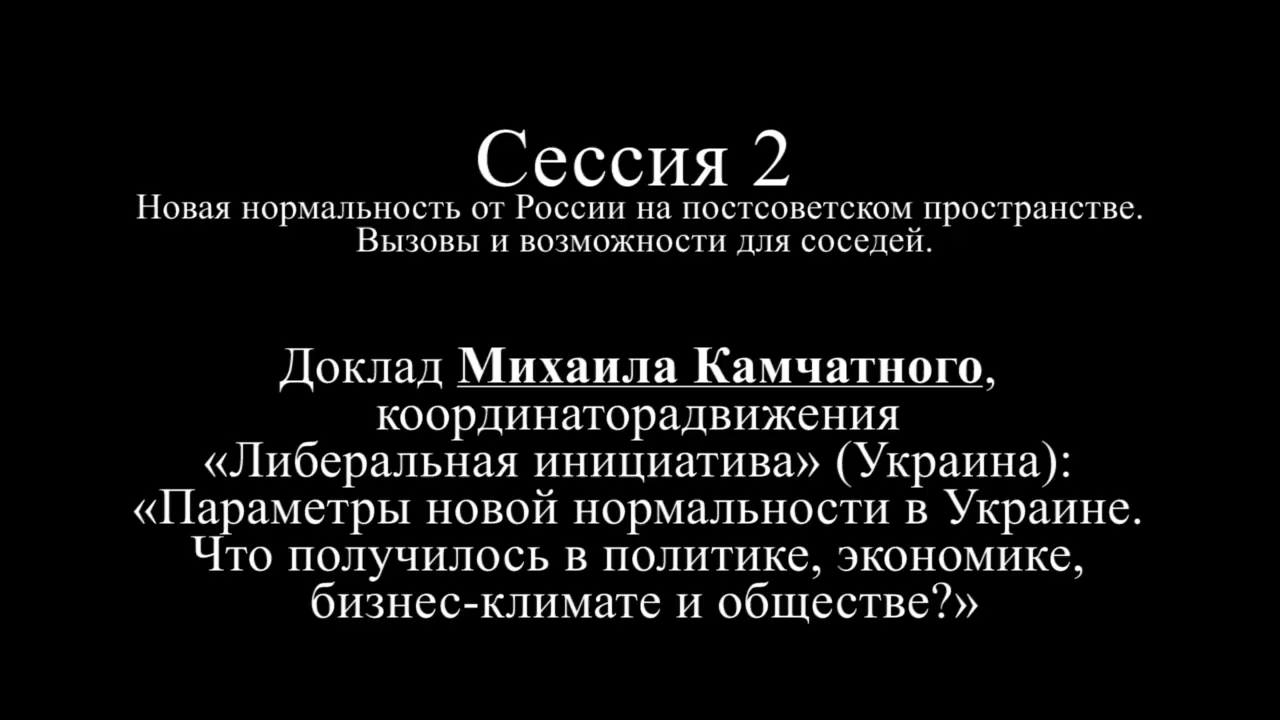 Сессия 2
Новая нормальность от России на постсоветском пространстве.
Вызовы и возможности для соседей.
Доклад Михаила Камчатного,
координаторадвижения
«Либеральная инициатива» (Украина):
«Параметры новой нормальности в Украине.
Что получилось в политике, экономике,
бизнес-климате и обществе?»